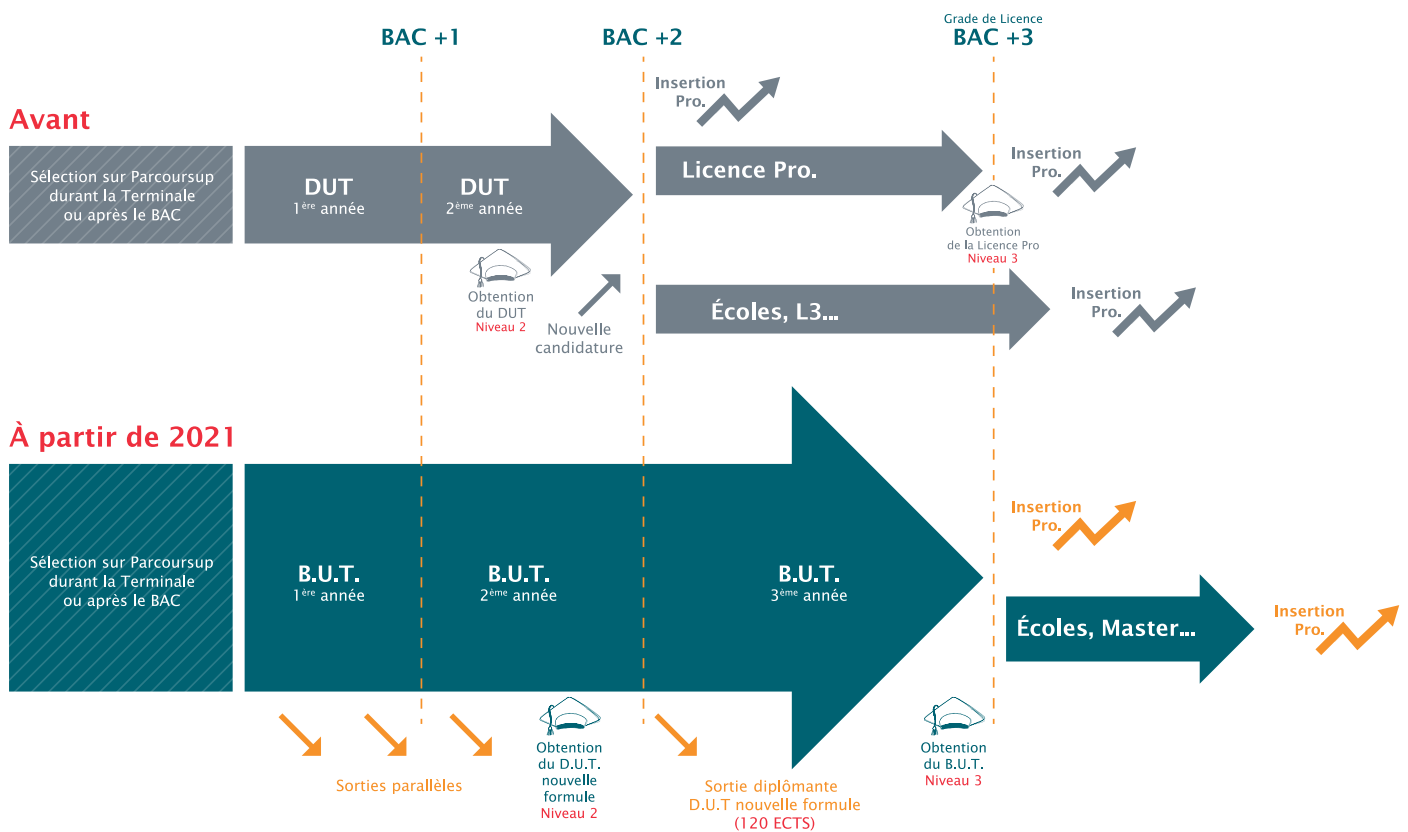 Grade de Licence
BAC +1
BAC +2
BAC +3
Avant
Sélection sur Parcoursup
durant la Terminale
ou après le BAC
DUT
1ère année
DUT
2ème année
Obtention
du DUT
Niveau 2
Nouvelle
candidature
Insertion
Pro.
Licence Pro.
Obtention
de la Licence Pro
Niveau 3
Insertion
Pro.
Écoles, L3...
Insertion
Pro.
À partir de 2021
Sélection sur Parcoursup
durant la Terminale
ou après le BAC
B.U.T.
1ère année
B.U.T.
2ème année
B.U.T.
3ème année
Insertion
Pro.
Écoles, Master...
Insertion
Pro.
Sorties parallèles
Obtention
du D.U.T.
nouvelle
formule
Niveau 2
Sortie diplômante
D.U.T nouvelle formule
(120 ECTS)
Obtention
du B.U.T.
Niveau 3